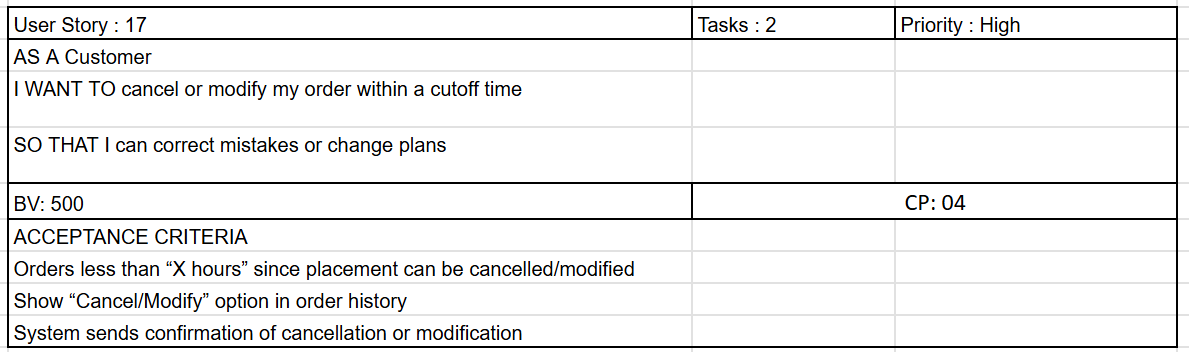 User Story : 17 Tasks : 2 Priority : High
AS A Customer
I WANT TO cancel or modify my order within a cutoff time
SO THAT I can correct mistakes or change plans
BV: 500 CP: 04
ACCEPTANCE CRITERIA
Orders less than “X hours” since placement can be cancelled/modified
Show “Cancel/Modify” option in order history
System sends confirmation of cancellation or modification